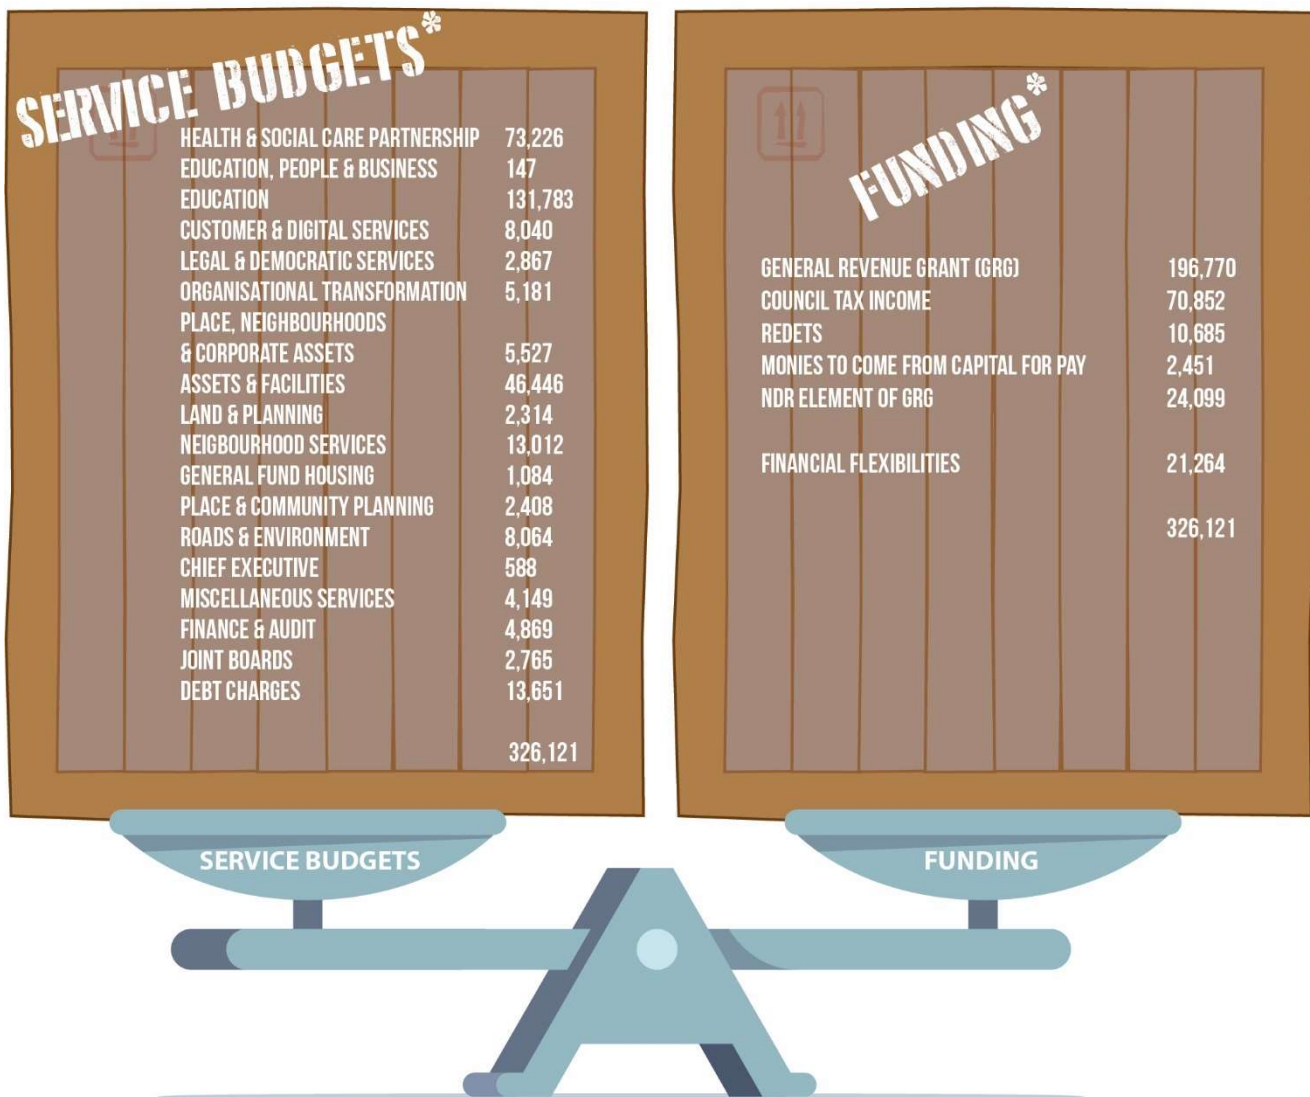 SERVICE BUDGETS*
HEALTH & SOCIAL CARE PARTNERSHIP 73,226
EDUCATION, PEOPLE & BUSINESS 147
EDUCATION 131,783
CUSTOMER & DIGITAL SERVICES 8,040
LEGAL & DEMOCRATIC SERVICES 2,867
ORGANISATIONAL TRANSFORMATION 5,181
PLACE, NEIGHBOURHOODS
& CORPORATE ASSETS 5,527
ASSETS & FACILITIES 46,446
LAND & PLANNING 2,314
NEIGBOURHOOD SERVICES 13,012
GENERAL FUND HOUSING 1,084
PLACE & COMMUNITY PLANNING 2,408
ROADS & ENVIRONMENT 8,064
CHIEF EXECUTIVE 588
MISCELLANEOUS SERVICES 4,149
FINANCE & AUDIT 4,869
JOINT BOARDS 2,765
DEBT CHARGES 13,651
326,121
FUNDING*
GENERAL REVENUE GRANT (GRG) 196,770
COUNCIL TAX INCOME 70,852
REDETS 10,685
MONIES TO COME FROM CAPITAL FOR PAY 2,451
NDR ELEMENT OF GRG 24,099
FINANCIAL FLEXIBILITIES 21,264
326,121
SERVICE BUDGETS
FUNDING